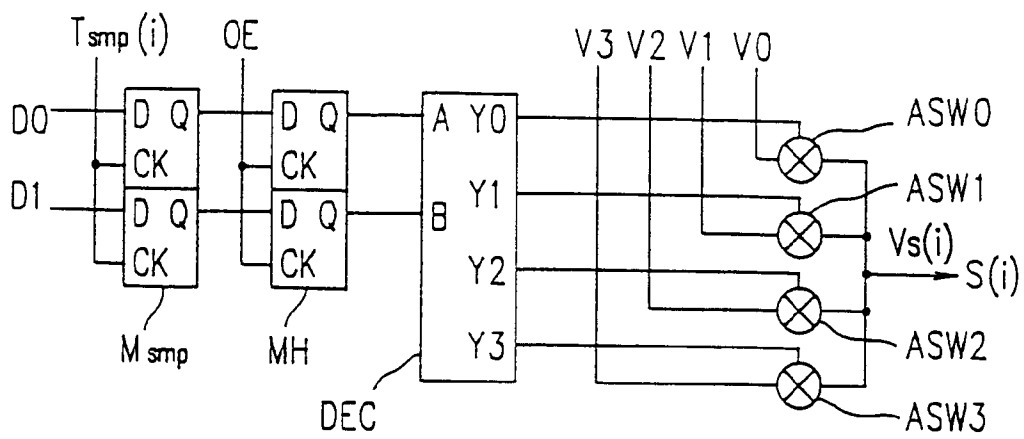 Tsmp(i) OE V3 V2 V1 V0
D0 D Q D Q A Y0 ASW0
CK CK
D1 D Q D Q B Y1 ASW1
CK CK Y2 Vs(i) S(i)
Msmp MH Y3 ASW2
DEC ASW3